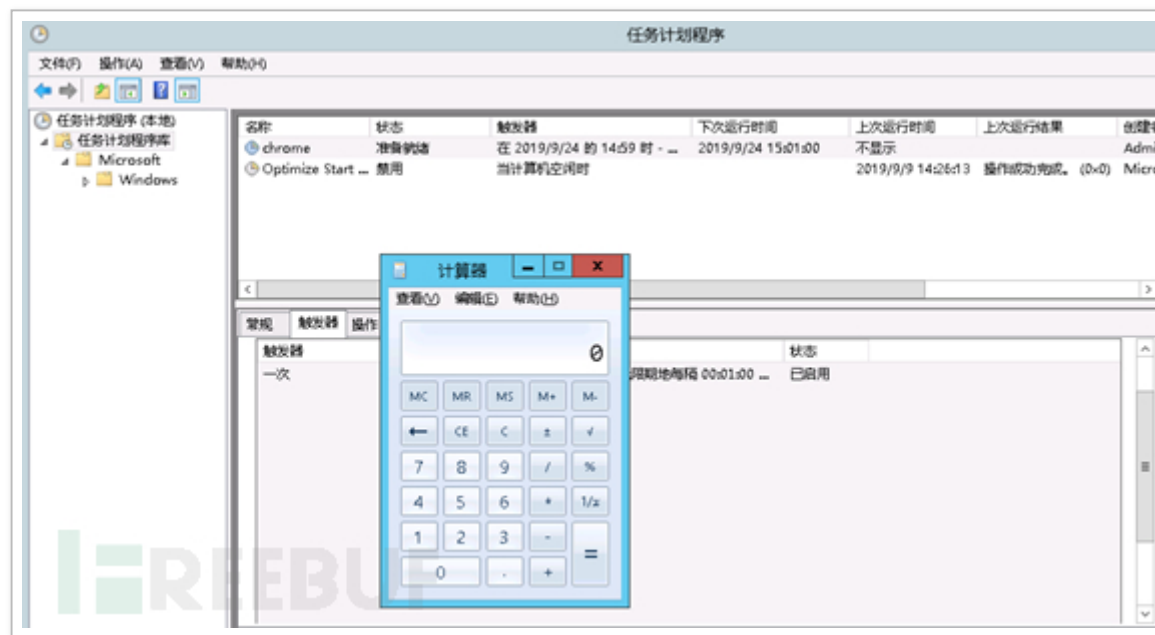 任务计划程序
文件(F) 操作(A) 查看(V) 帮助(H)
任务计划程序 (本地)
任务计划程序库
Microsoft
Windows
名称 状态 触发器 下次运行时间 上次运行时间 上次运行结果 创建者
chrome 准备就绪 在 2019/9/24 的 14:59 时 - ... 2019/9/24 15:01:00 不显示 Admi
Optimize Start ... 禁用 当计算机空闲时 2019/9/9 14:26:13 操作成功完成。 (0x0) Micro
计算器
查看(V) 编辑(E) 帮助(H)
0
MC MR MS M+ M-
← CE C ± √
7 8 9 / %
4 5 6 * 1/x
1 2 3 - =
0 . +
常规 触发器 操作
触发器 状态
一次 限期地每隔 00:01:00 ... 已启用
FREEBUF